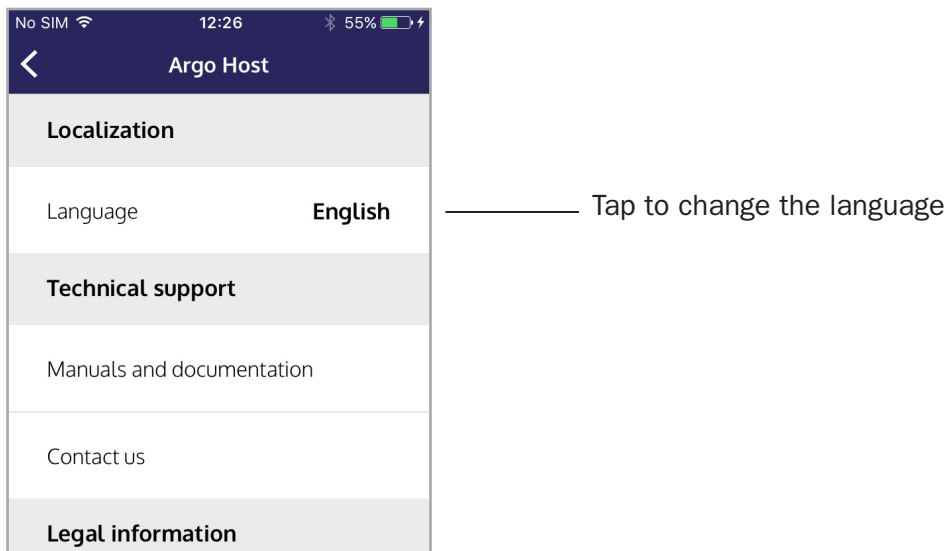 No SIM 12:26 55%
Argo Host
Localization
Language English
Tap to change the language
Technical support
Manuals and documentation
Contact us
Legal information